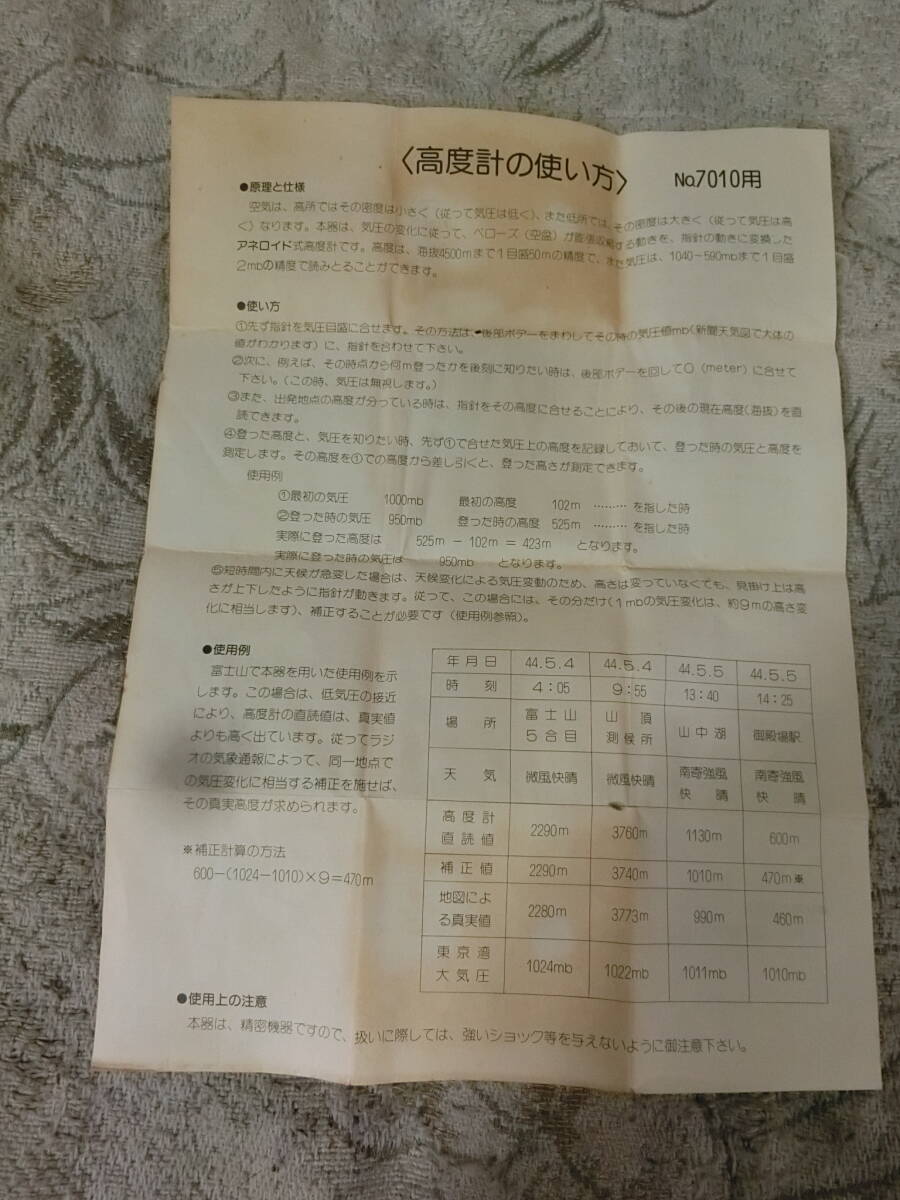 〈高度計の使い方〉 No.7010用
●原理と仕様
空気は、高所ではその密度は小さく（従って気圧は低く）、また低所では、その密度は大きく（従って気圧は高
く）なります。本器は、気圧の変化に従って、ベローズ（空盒）が膨張収縮する動きを、指針の動きに変換した
アネロイド式高度計です。高度は、海抜4500mまで1目盛50mの精度で、また気圧は、1040－590mbまで1目盛
2mbの精度で読みとることができます。
●使い方
①先ず指針を気圧目盛に合せます。その方法は、後部ボデーをまわしてその時の気圧値mb（新聞天気図で大体の
値がわかります）に、指針を合わせて下さい。
②次に、例えば、その時点から何m登ったかを後刻に知りたい時は、後部ボデーを回して0（meter）に合せて
下さい。（この時、気圧は無視します。）
③また、出発地点の高度が分っている時は、指針をその高度に合せることにより、その後の現在高度（海抜）を直
読できます。
④登った高度と、気圧を知りたい時、先ず①で合せた気圧上の高度を記録しておいて、登った時の気圧と高度を
測定します。その高度を①での高度から差し引くと、登った高さが測定できます。
使用例
①最初の気圧 1000mb 最初の高度 102m ……… を指した時
②登った時の気圧 950mb 登った時の高度 525m ……… を指した時
実際に登った高度は 525m － 102m ＝ 423m となります。
実際に登った時の気圧は 950mb となります。
⑤短時間内に天候が急変した場合は、天候変化による気圧変動のため、高さは変っていなくても、見掛け上は高
さが上下したように指針が動きます。従って、この場合には、その分だけ（1mbの気圧変化は、約9mの高さ変
化に相当します）、補正することが必要です（使用例参照）。
●使用例
富士山で本器を用いた使用例を示
します。この場合は、低気圧の接近
により、高度計の直読値は、真実値
よりも高く出ています。従ってラジ
オの気象通報によって、同一地点で
の気圧変化に相当する補正を施せば、
その真実高度が求められます。
※補正計算の方法
600－(1024－1010)×9＝470m
年月日 44.5.4 44.5.4 44.5.5 44.5.5
時刻 4：05 9：55 13：40 14：25
場所 富士山5合目 山頂測候所 山中湖 御殿場駅
天気 微風快晴 微風快晴 南寄強風快晴 南寄強風快晴
高度計直読値 2290m 3760m 1130m 600m
補正値 2290m 3740m 1010m 470m※
地図による真実値 2280m 3773m 990m 460m
東京湾大気圧 1024mb 1022mb 1011mb 1010mb
●使用上の注意
本器は、精密機器ですので、扱いに際しては、強いショック等を与えないように御注意下さい。